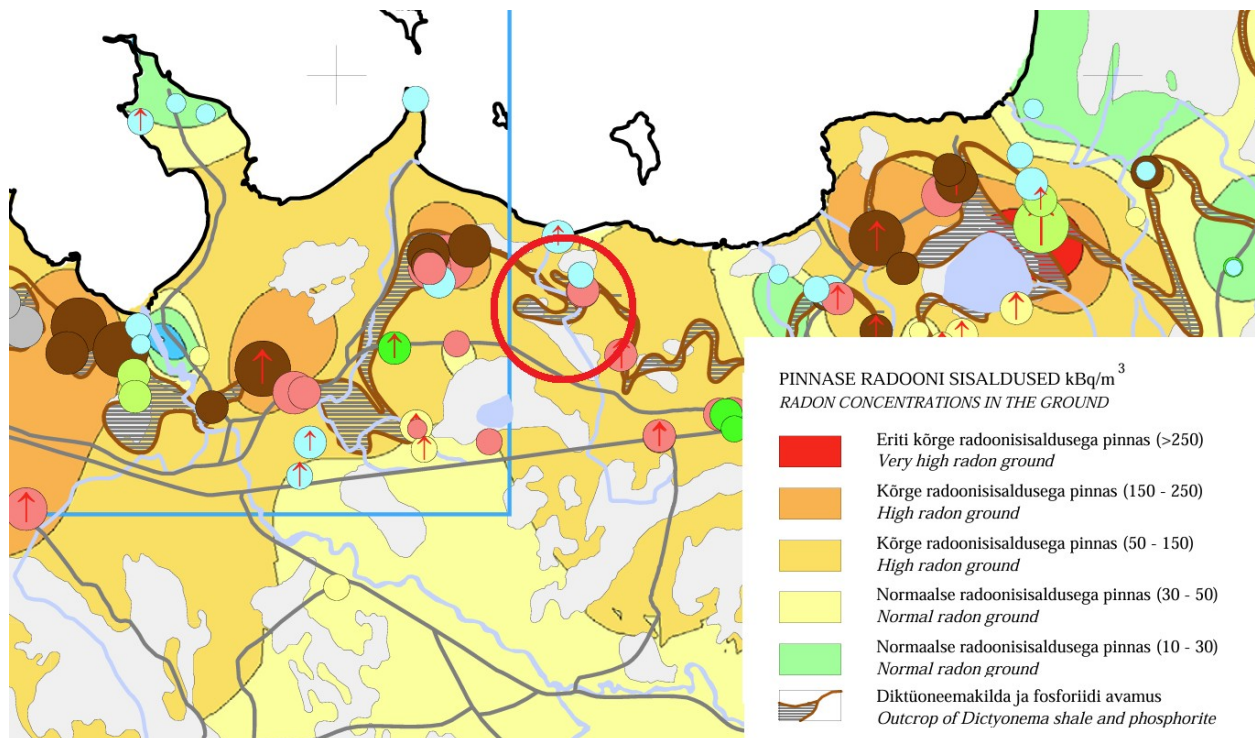 PINNASE RADOONI SISALDUSED kBq/m³
RADON CONCENTRATIONS IN THE GROUND
Eriti kõrge radoonisisaldusega pinnas (>250)
Very high radon ground
Kõrge radoonisisaldusega pinnas (150 - 250)
High radon ground
Kõrge radoonisisaldusega pinnas (50 - 150)
High radon ground
Normaalse radoonisisaldusega pinnas (30 - 50)
Normal radon ground
Normaalse radoonisisaldusega pinnas (10 - 30)
Normal radon ground
Diktüoneemakilda ja fosforiidi avamus
Outcrop of Dictyonema shale and phosphorite